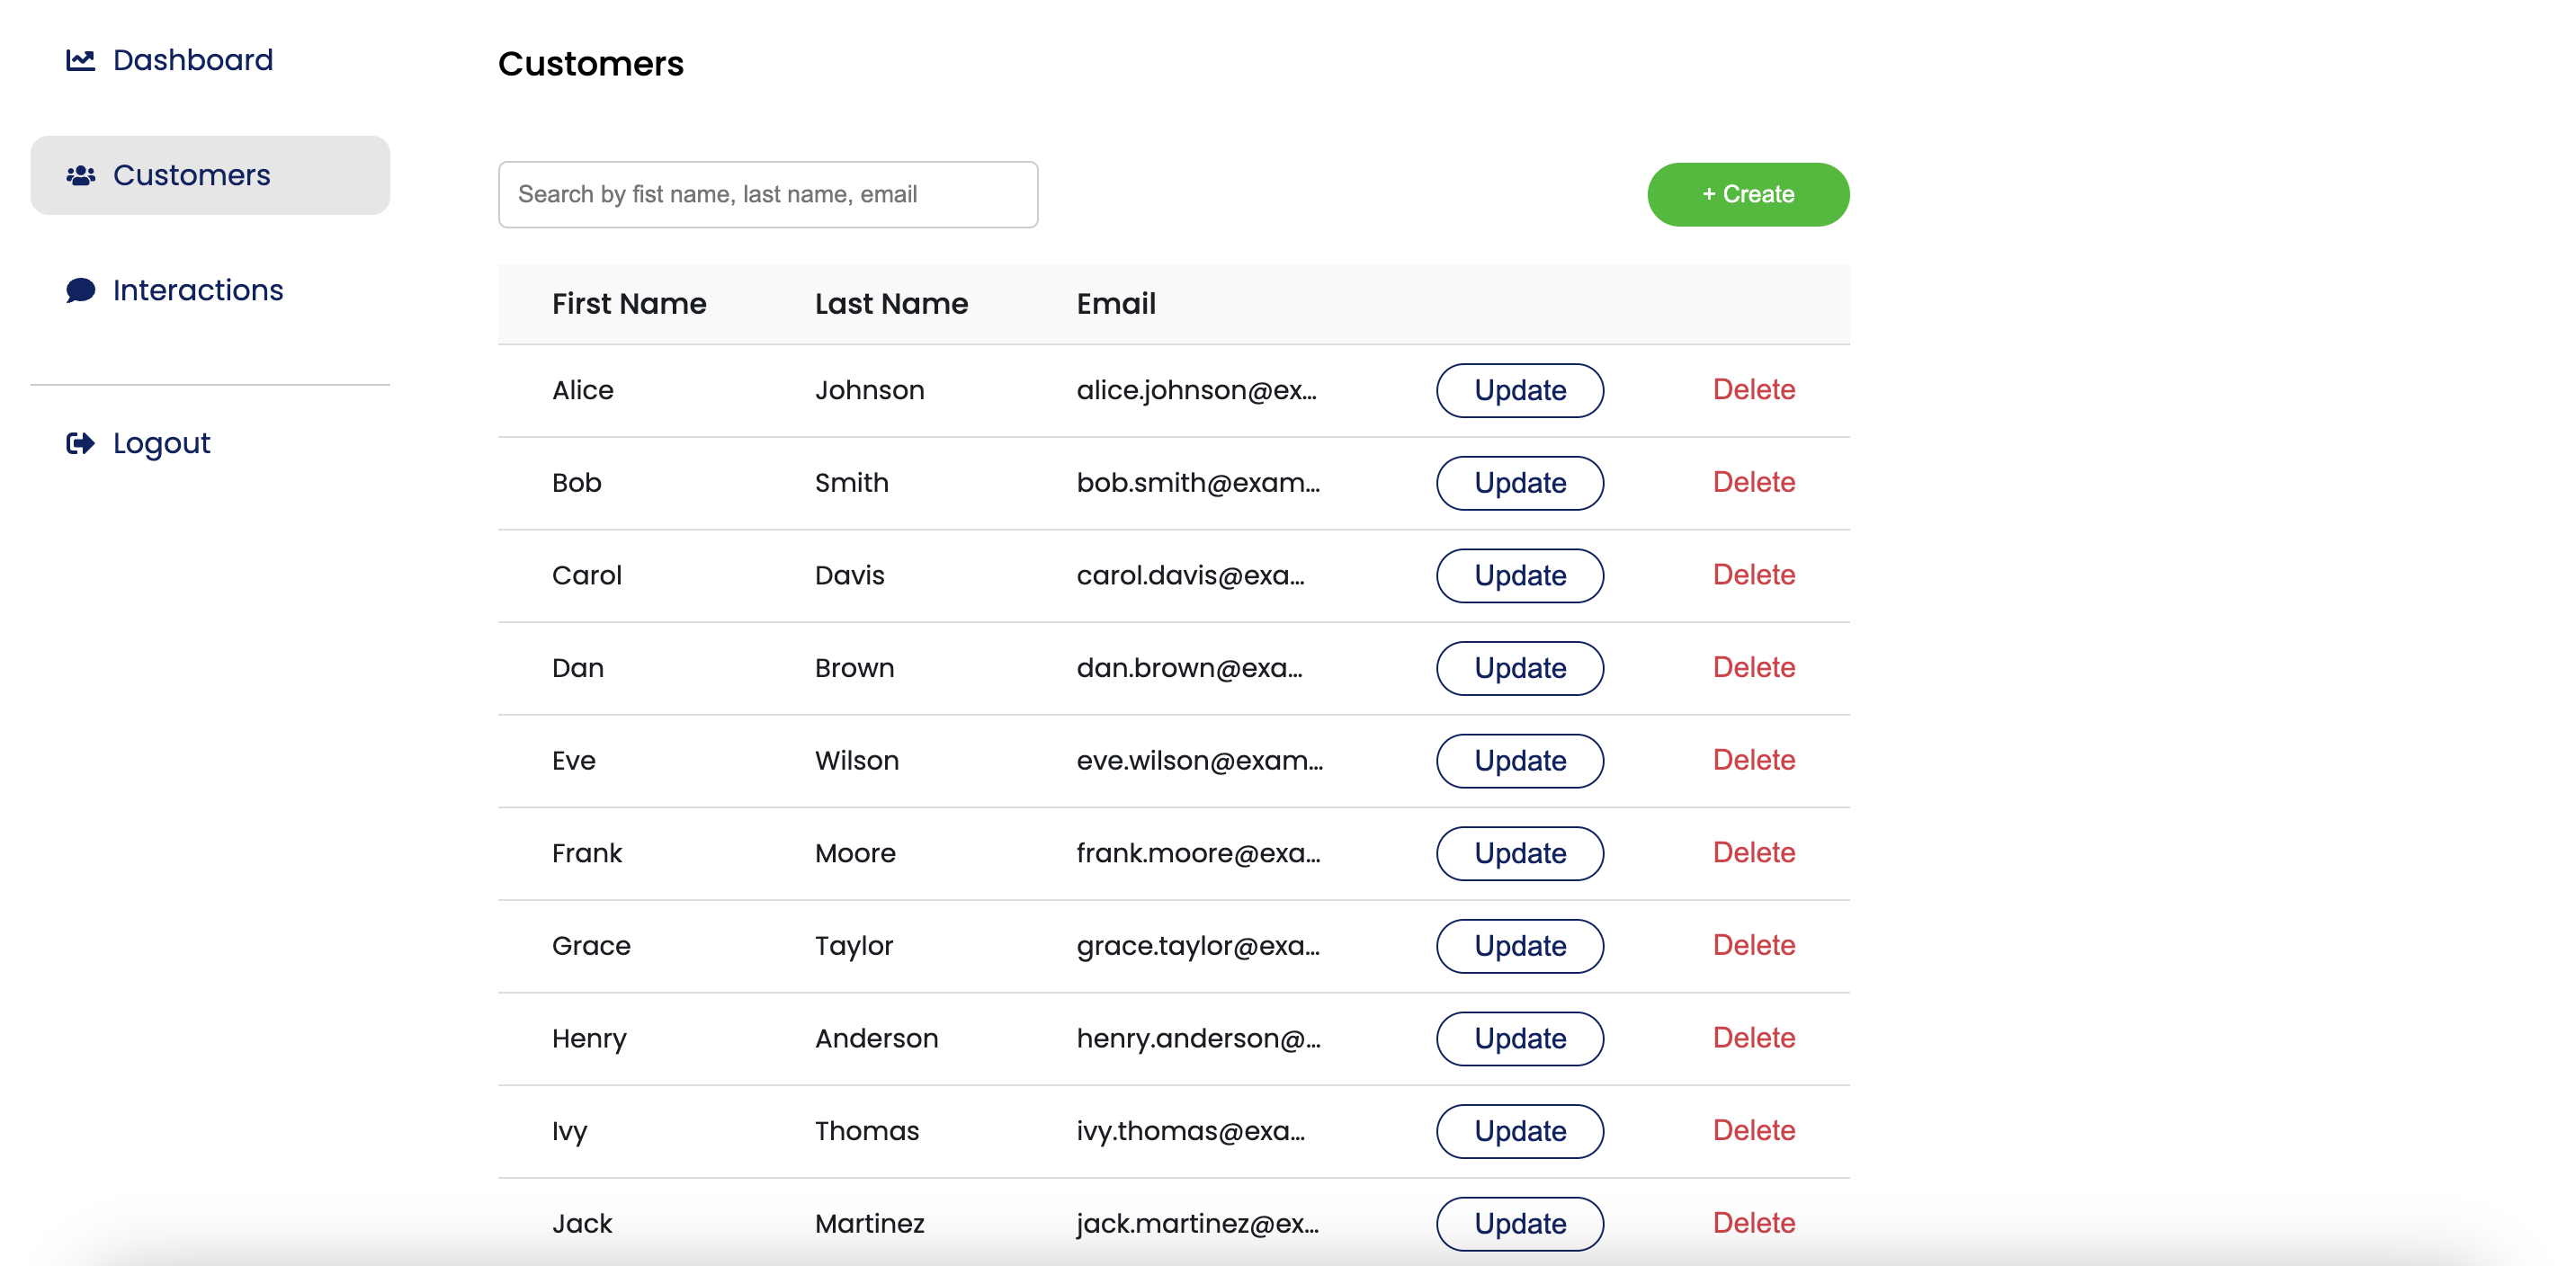 Dashboard
Customers
Interactions
Logout
Customers
Search by fist name, last name, email
+ Create
First Name Last Name Email
Alice Johnson alice.johnson@ex... Update Delete
Bob Smith bob.smith@exam... Update Delete
Carol Davis carol.davis@exa... Update Delete
Dan Brown dan.brown@exa... Update Delete
Eve Wilson eve.wilson@exam... Update Delete
Frank Moore frank.moore@exa... Update Delete
Grace Taylor grace.taylor@exa... Update Delete
Henry Anderson henry.anderson@... Update Delete
Ivy Thomas ivy.thomas@exa... Update Delete
Jack Martinez jack.martinez@ex... Update Delete